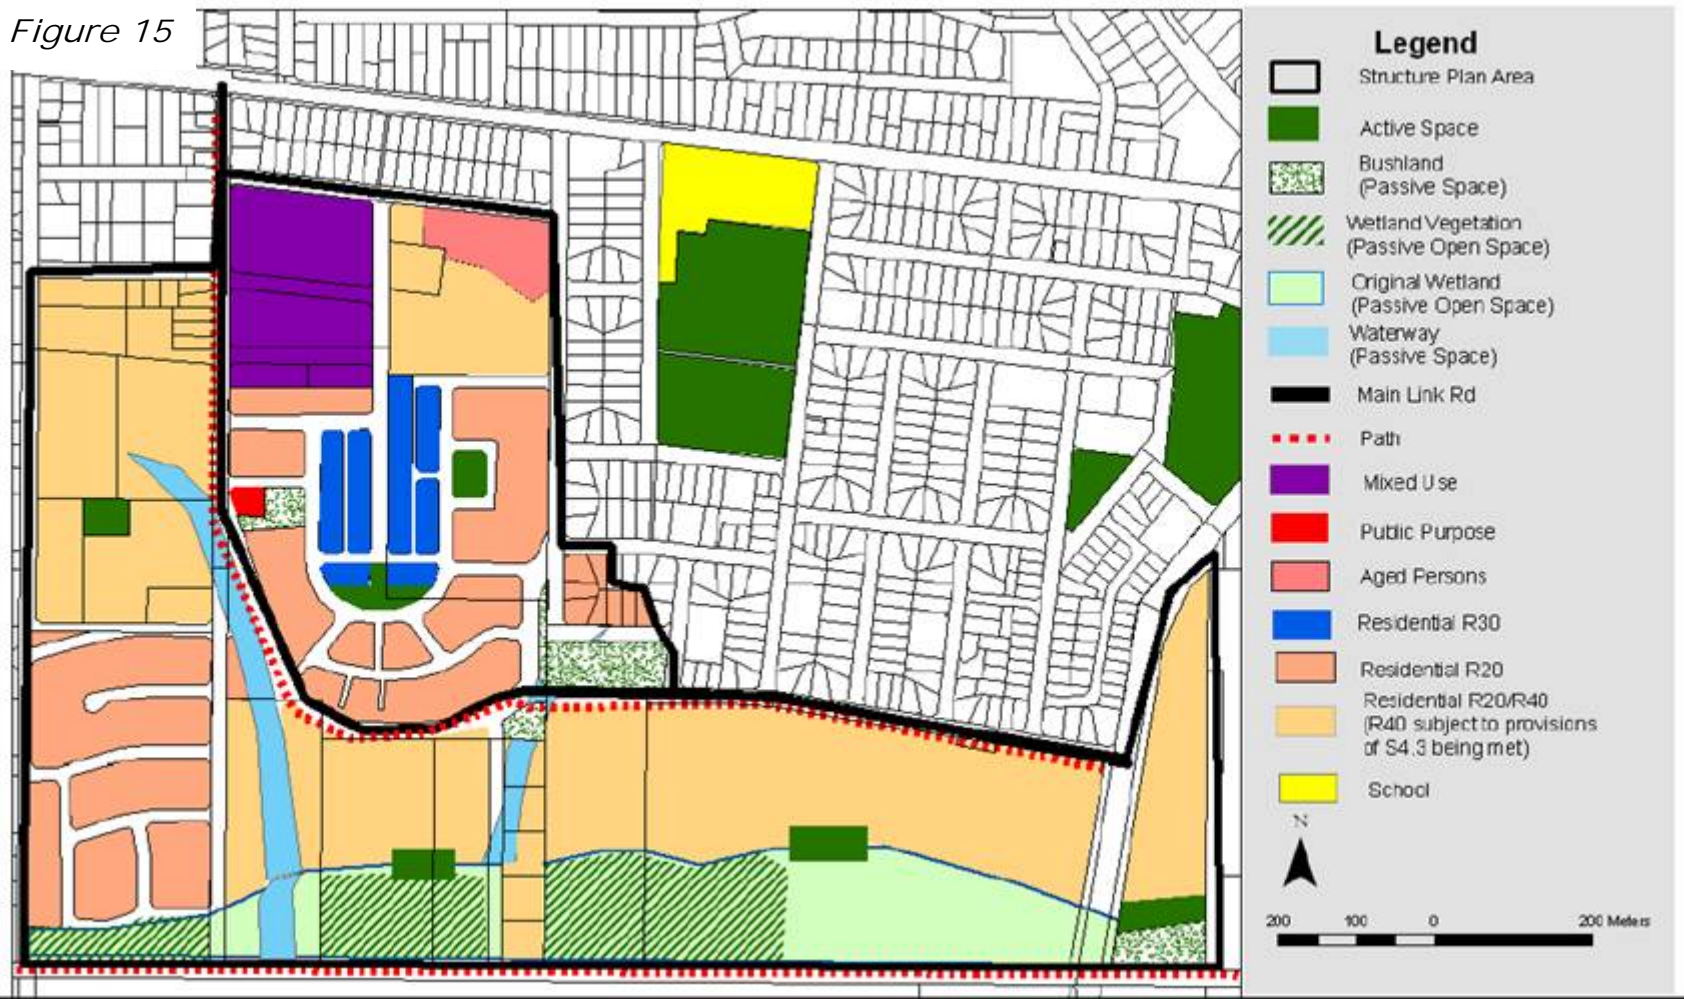 Figure 15
Legend
Structure Plan Area
Active Space
Bushland
(Passive Space)
Wetland Vegetation
(Passive Open Space)
Original Wetland
(Passive Open Space)
Waterway
(Passive Space)
Main Link Rd
Path
Mixed Use
Public Purpose
Aged Persons
Residential R30
Residential R20
Residential R20/R40
(R40 subject to provisions
of S4.3 being met)
School
N
200 100 0 200 Meters